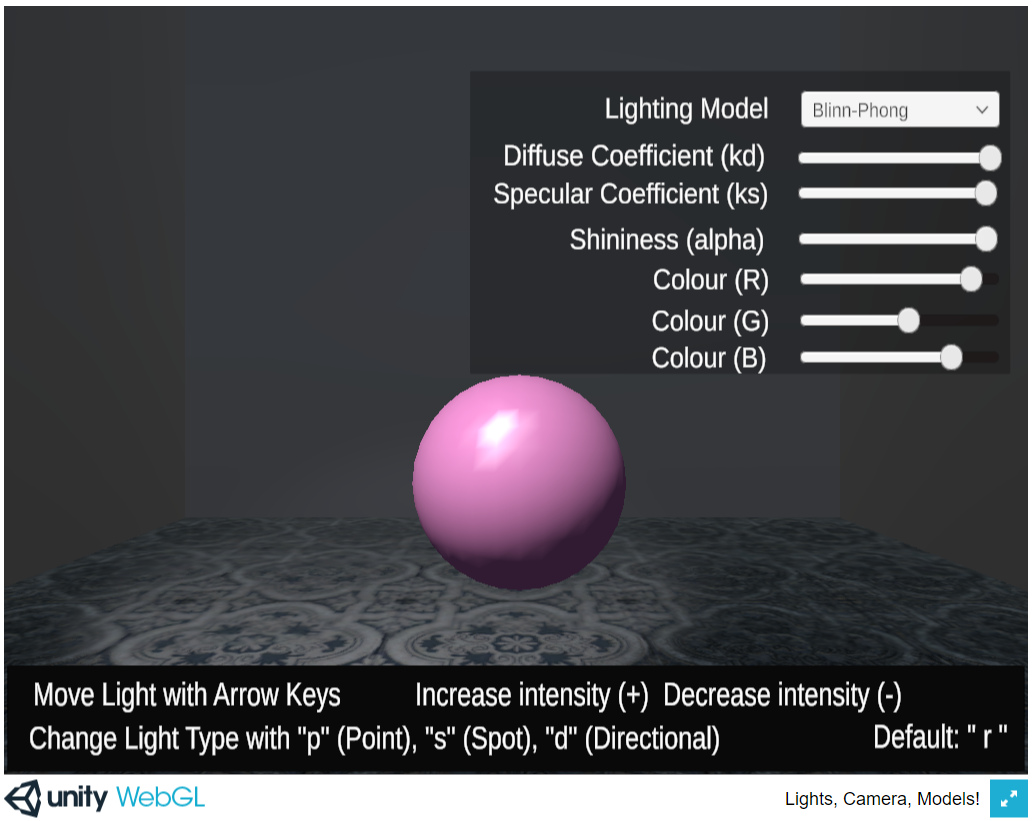 Lighting Model Blinn-Phong
Diffuse Coefficient (kd)
Specular Coefficient (ks)
Shininess (alpha)
Colour (R)
Colour (G)
Colour (B)
Move Light with Arrow Keys Increase intensity (+) Decrease intensity (-)
Change Light Type with "p" (Point), "s" (Spot), "d" (Directional) Default: " r "
unity WebGL Lights, Camera, Models!